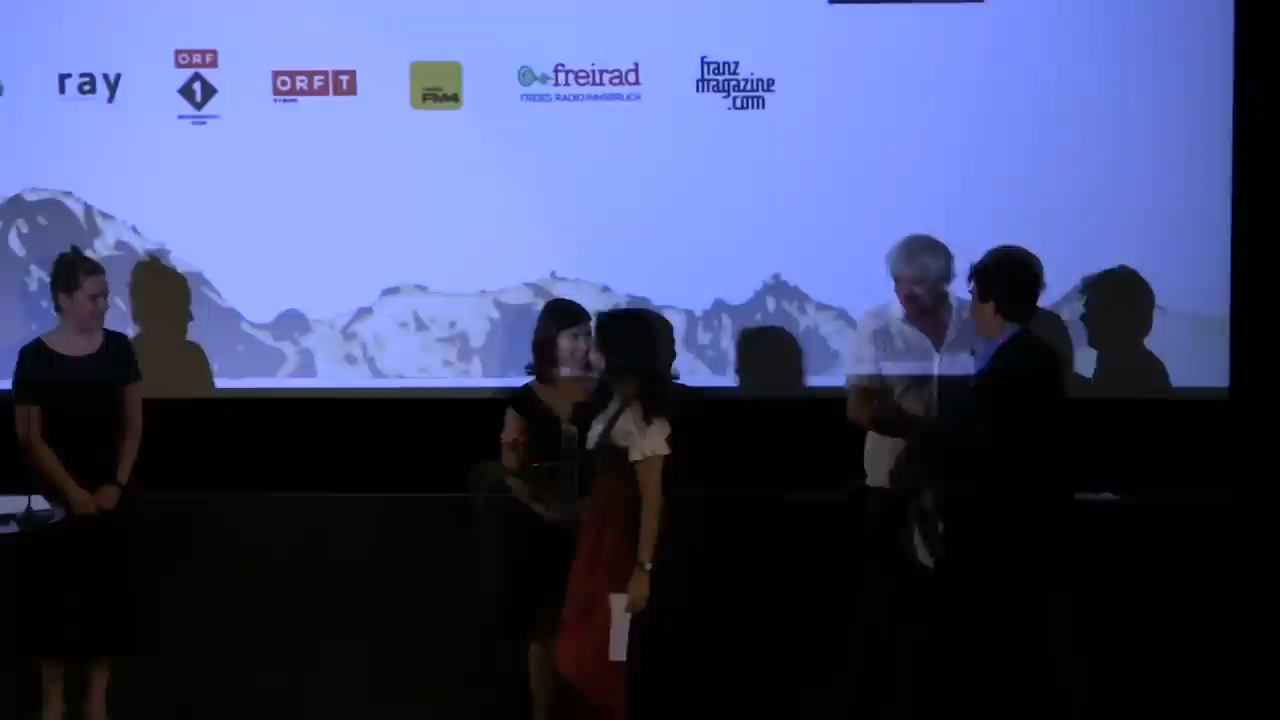 ray
ORF
1
ORF T
FM4
freirad
FREIES RADIO INNSBRUCK
franz
magazine
.com